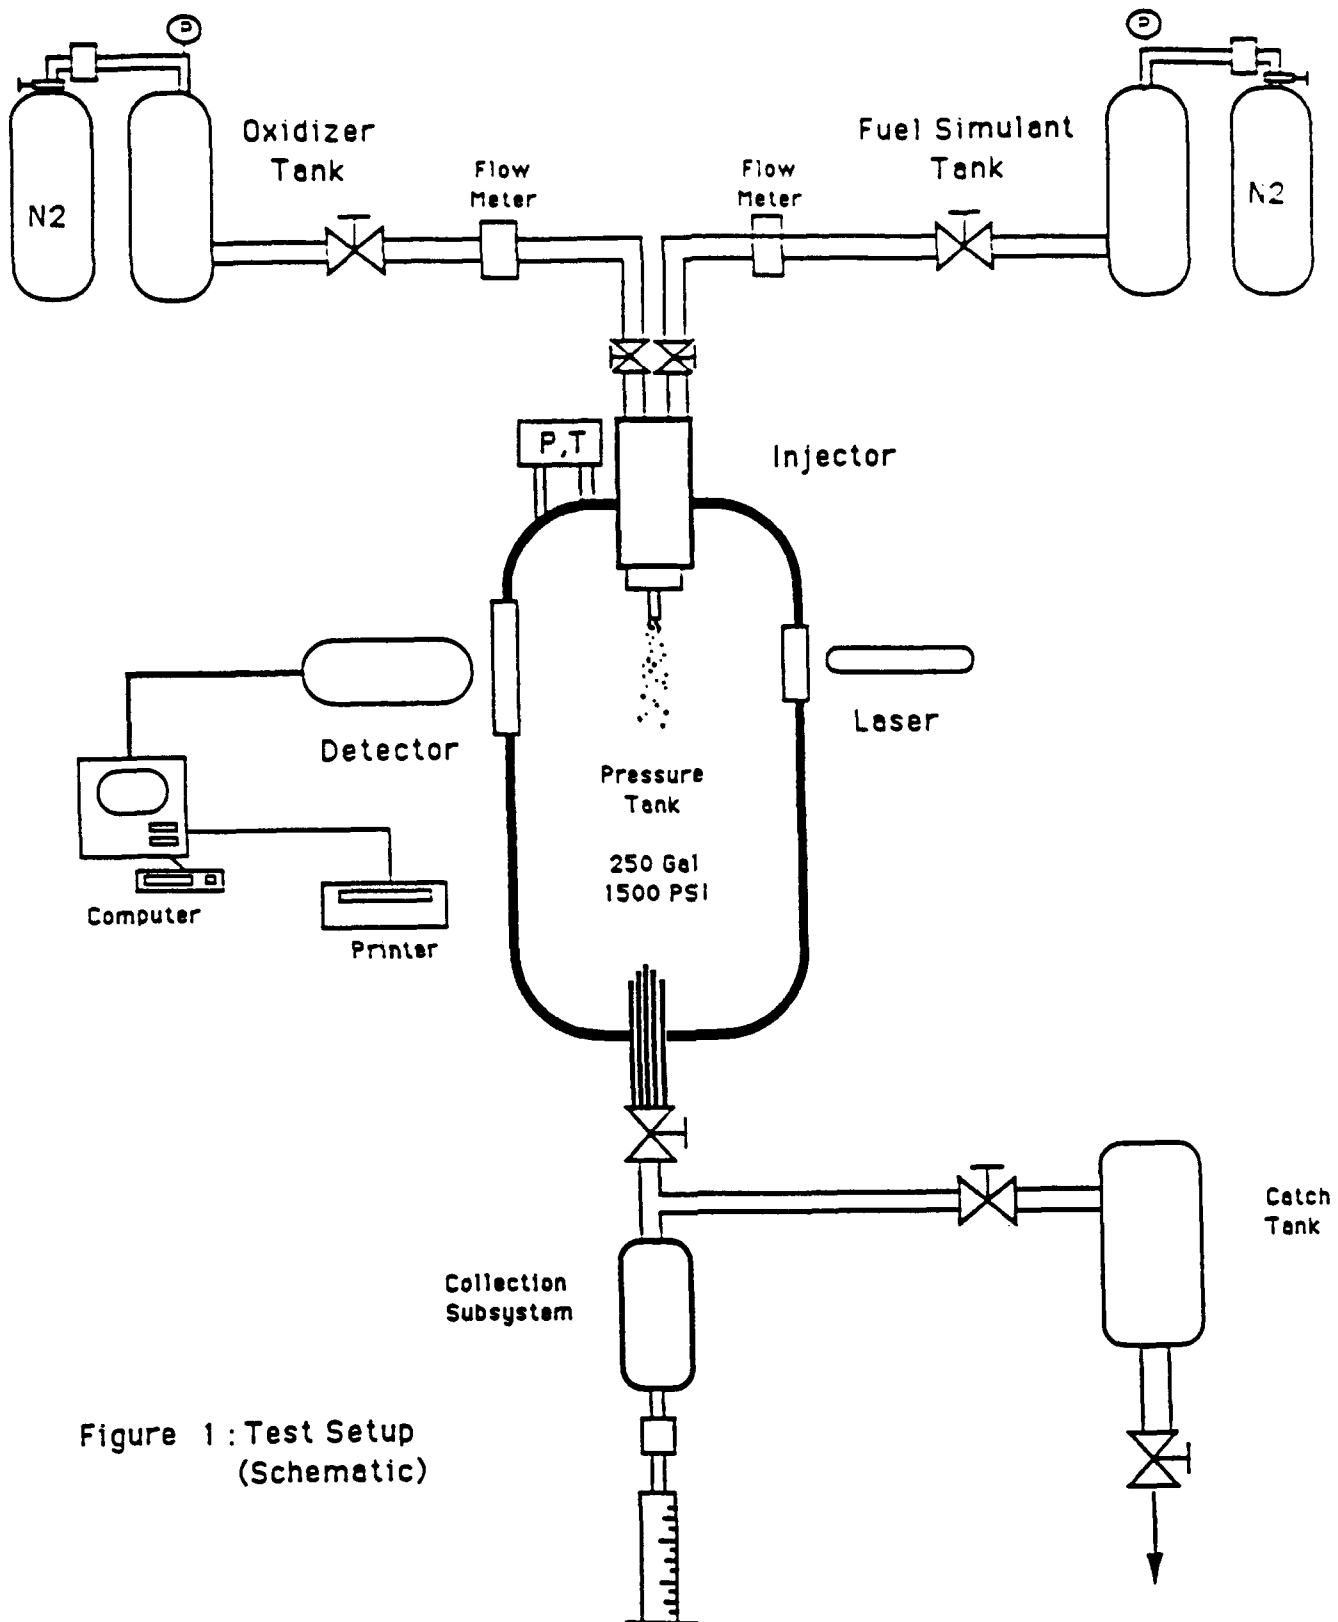 P
P
Oxidizer
Tank
Fuel Simulant
Tank
Flow
Meter
Flow
Meter
N2
N2
P,T
Injector
Detector
Laser
Pressure
Tank
250 Gal
1500 PSI
Computer
Printer
Catch
Tank
Collection
Subsystem
Figure 1 : Test Setup
(Schematic)